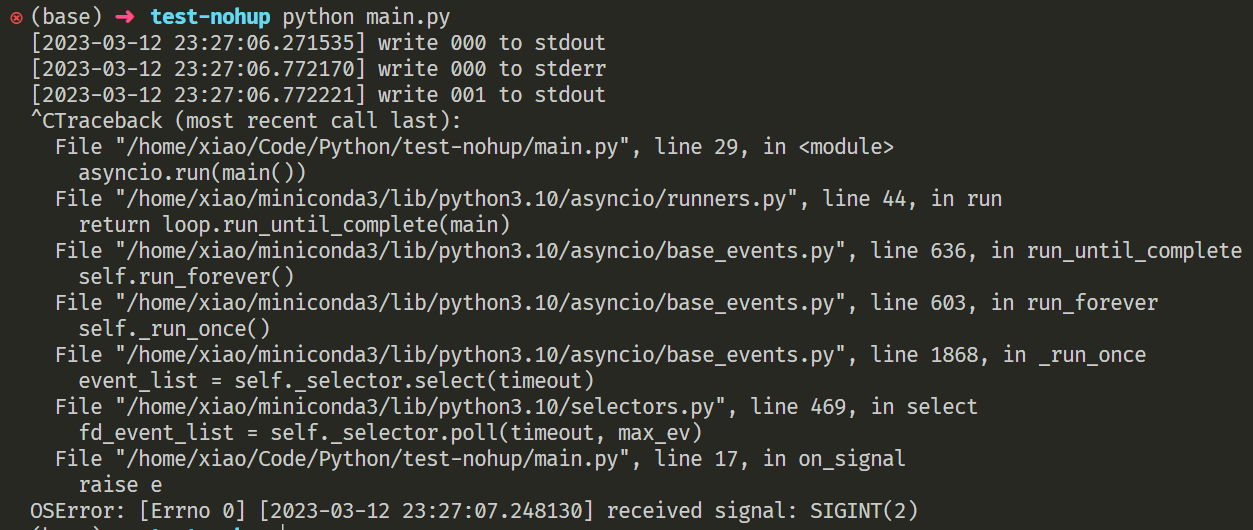 (base) ➜ test-nohup python main.py
[2023-03-12 23:27:06.271535] write 000 to stdout
[2023-03-12 23:27:06.772170] write 000 to stderr
[2023-03-12 23:27:06.772221] write 001 to stdout
^CTraceback (most recent call last):
  File "/home/xiao/Code/Python/test-nohup/main.py", line 29, in <module>
    asyncio.run(main())
  File "/home/xiao/miniconda3/lib/python3.10/asyncio/runners.py", line 44, in run
    return loop.run_until_complete(main)
  File "/home/xiao/miniconda3/lib/python3.10/asyncio/base_events.py", line 636, in run_until_complete
    self.run_forever()
  File "/home/xiao/miniconda3/lib/python3.10/asyncio/base_events.py", line 603, in run_forever
    self._run_once()
  File "/home/xiao/miniconda3/lib/python3.10/asyncio/base_events.py", line 1868, in _run_once
    event_list = self._selector.select(timeout)
  File "/home/xiao/miniconda3/lib/python3.10/selectors.py", line 469, in select
    fd_event_list = self._selector.poll(timeout, max_ev)
  File "/home/xiao/Code/Python/test-nohup/main.py", line 17, in on_signal
    raise e
OSError: [Errno 0] [2023-03-12 23:27:07.248130] received signal: SIGINT(2)